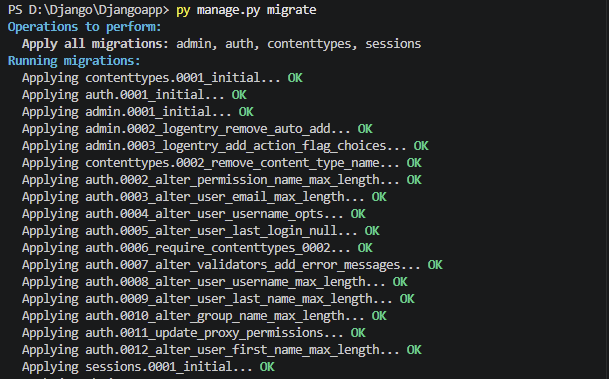 PS D:\Django\Djangoapp> py manage.py migrate
Operations to perform:
  Apply all migrations: admin, auth, contenttypes, sessions
Running migrations:
  Applying contenttypes.0001_initial... OK
  Applying auth.0001_initial... OK
  Applying admin.0001_initial... OK
  Applying admin.0002_logentry_remove_auto_add... OK
  Applying admin.0003_logentry_add_action_flag_choices... OK
  Applying contenttypes.0002_remove_content_type_name... OK
  Applying auth.0002_alter_permission_name_max_length... OK
  Applying auth.0003_alter_user_email_max_length... OK
  Applying auth.0004_alter_user_username_opts... OK
  Applying auth.0005_alter_user_last_login_null... OK
  Applying auth.0006_require_contenttypes_0002... OK
  Applying auth.0007_alter_validators_add_error_messages... OK
  Applying auth.0008_alter_user_username_max_length... OK
  Applying auth.0009_alter_user_last_name_max_length... OK
  Applying auth.0010_alter_group_name_max_length... OK
  Applying auth.0011_update_proxy_permissions... OK
  Applying auth.0012_alter_user_first_name_max_length... OK
  Applying sessions.0001_initial... OK